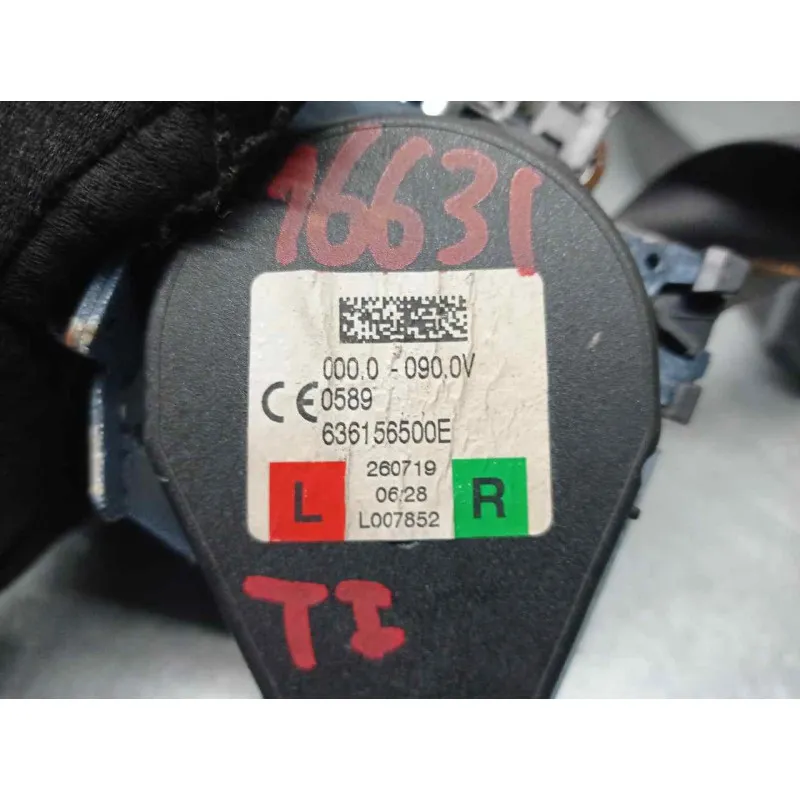 16631
000.0 - 090.0V
CE 0589
636156500E
L 260719 R
06:28
L007852
TI